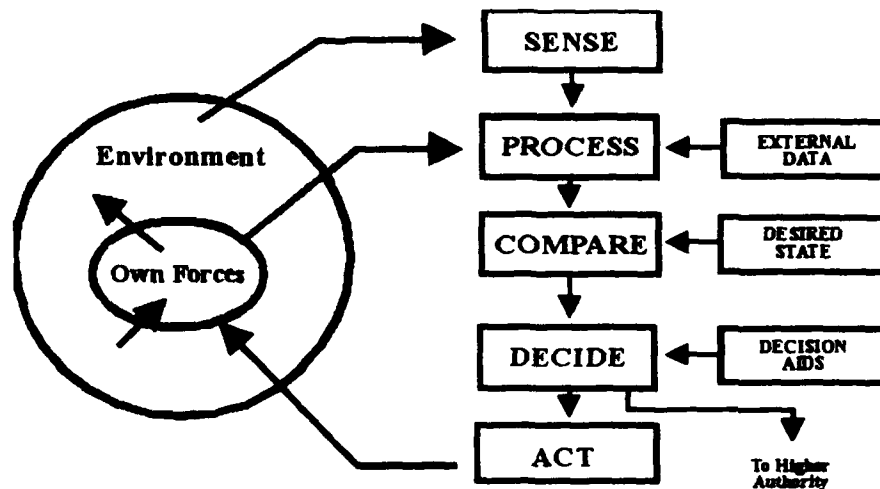 SENSE
Environment
PROCESS
EXTERNAL
DATA
Own Forces
COMPARE
DESIRED
STATE
DECIDE
DECISION
AIDS
ACT
To Higher
Authority